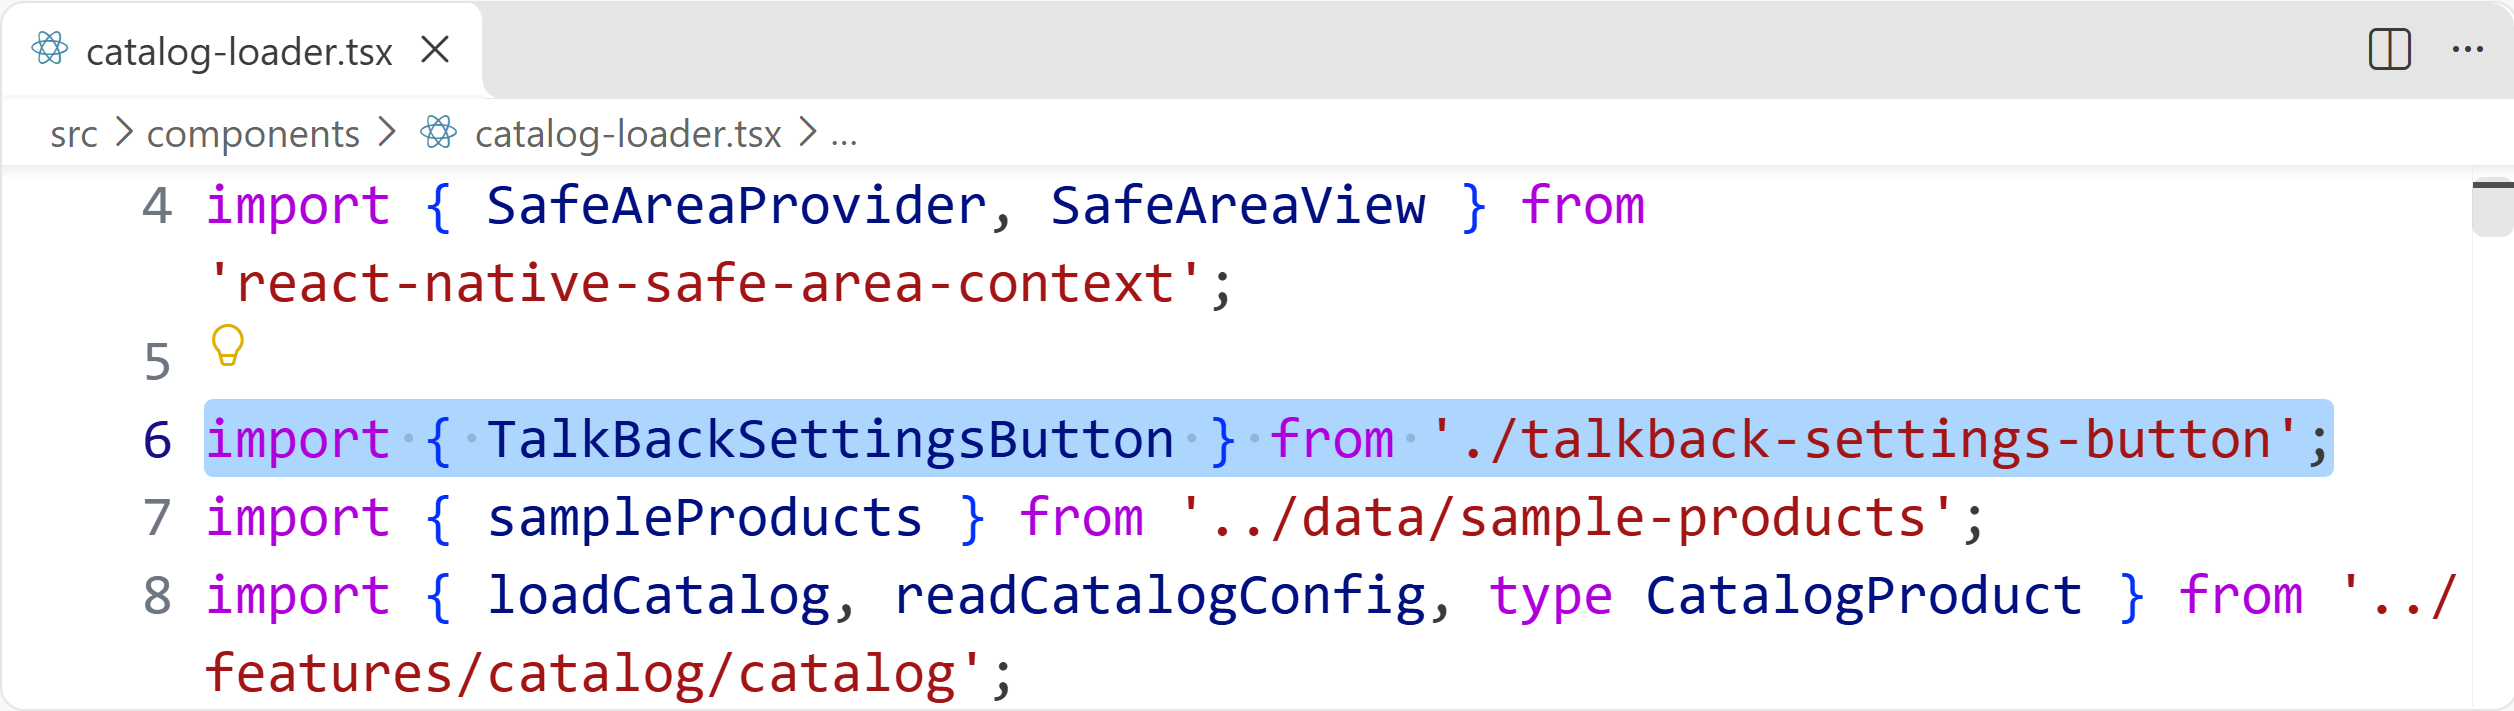 catalog-loader.tsx
src > components > catalog-loader.tsx > ...
4 import { SafeAreaProvider, SafeAreaView } from
'react-native-safe-area-context';
5
6 import { TalkBackSettingsButton } from './talkback-settings-button';
7 import { sampleProducts } from '../data/sample-products';
8 import { loadCatalog, readCatalogConfig, type CatalogProduct } from '../
features/catalog/catalog';